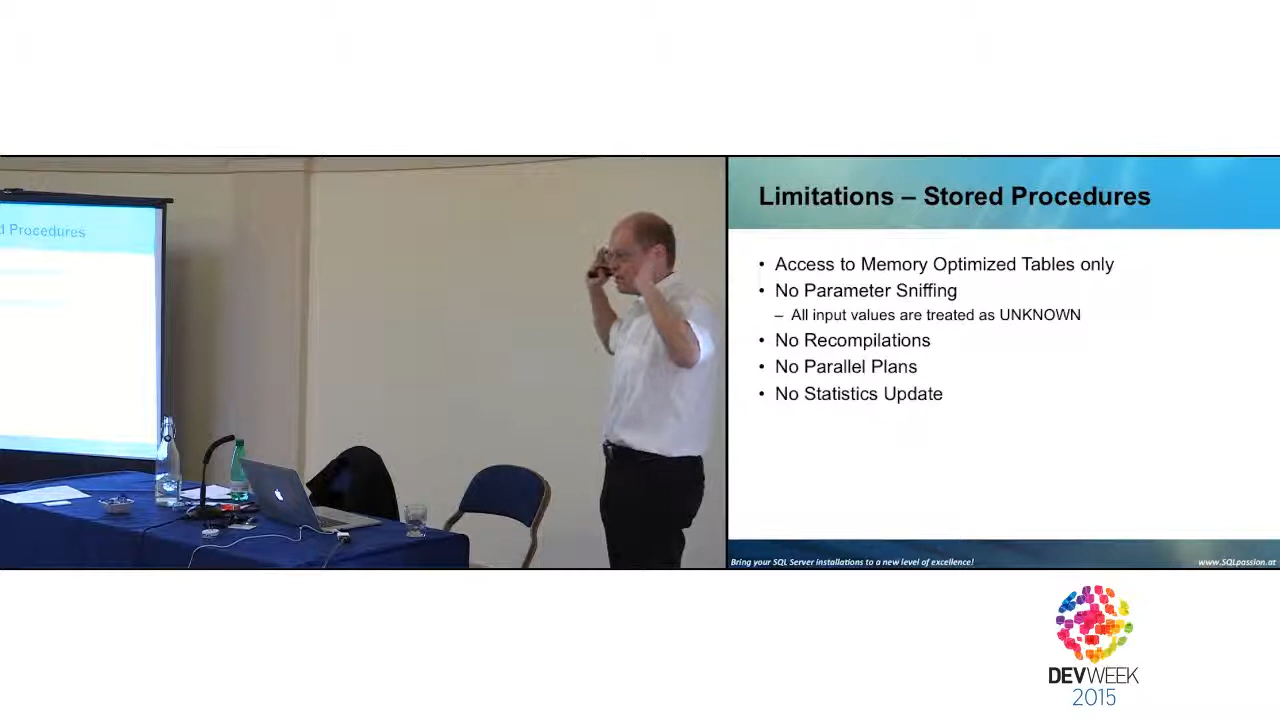 d Procedures
Limitations – Stored Procedures
• Access to Memory Optimized Tables only
• No Parameter Sniffing
– All input values are treated as UNKNOWN
• No Recompilations
• No Parallel Plans
• No Statistics Update
Bring your SQL Server installations to a new level of excellence!
www.SQLpassion.at
DEVWEEK
2015